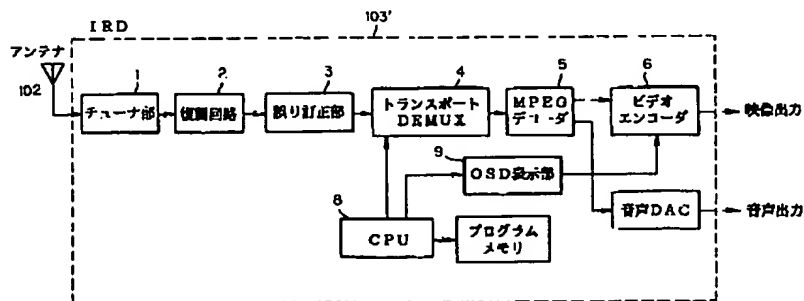 IRD
103'
アンテナ
102
1
チューナ部
2
復調回路
3
誤り訂正部
4
トランスポート
DEMUX
5
MPEG
デコーダ
6
ビデオ
エンコーダ
映像出力
9
OSD表示部
8
CPU
プログラム
メモリ
音声DAC
音声出力